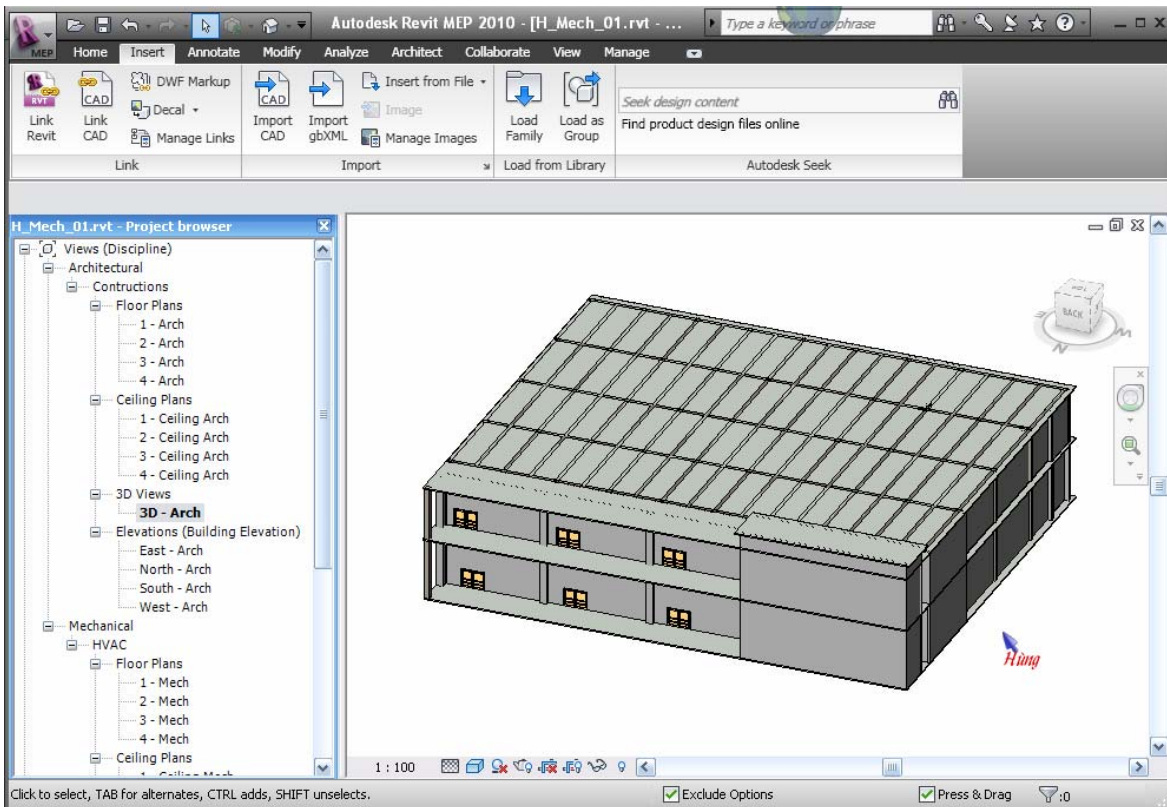 Autodesk Revit MEP 2010 - [H_Mech_01.rvt - ...
Type a keyword or phrase
MEP
Home Insert Annotate Modify Analyze Architect Collaborate View Manage
RVT
Link Revit
CAD
Link CAD
DWF Markup
Decal
Manage Links
CAD
Import CAD
Import gbXML
Insert from File
Image
Manage Images
Load Family
Load as Group
Seek design content
Find product design files online
Link
Import
Load from Library
Autodesk Seek
H_Mech_01.rvt - Project browser
Views (Discipline)
Architectural
Contructions
Floor Plans
1 - Arch
2 - Arch
3 - Arch
4 - Arch
Ceiling Plans
1 - Ceiling Arch
2 - Ceiling Arch
3 - Ceiling Arch
4 - Ceiling Arch
3D Views
3D - Arch
Elevations (Building Elevation)
East - Arch
North - Arch
South - Arch
West - Arch
Mechanical
HVAC
Floor Plans
1 - Mech
2 - Mech
3 - Mech
4 - Mech
Ceiling Plans
1 - Ceiling Mech
BACK
N
Hùng
1 : 100
Click to select, TAB for alternates, CTRL adds, SHIFT unselects.
Exclude Options
Press & Drag
:0